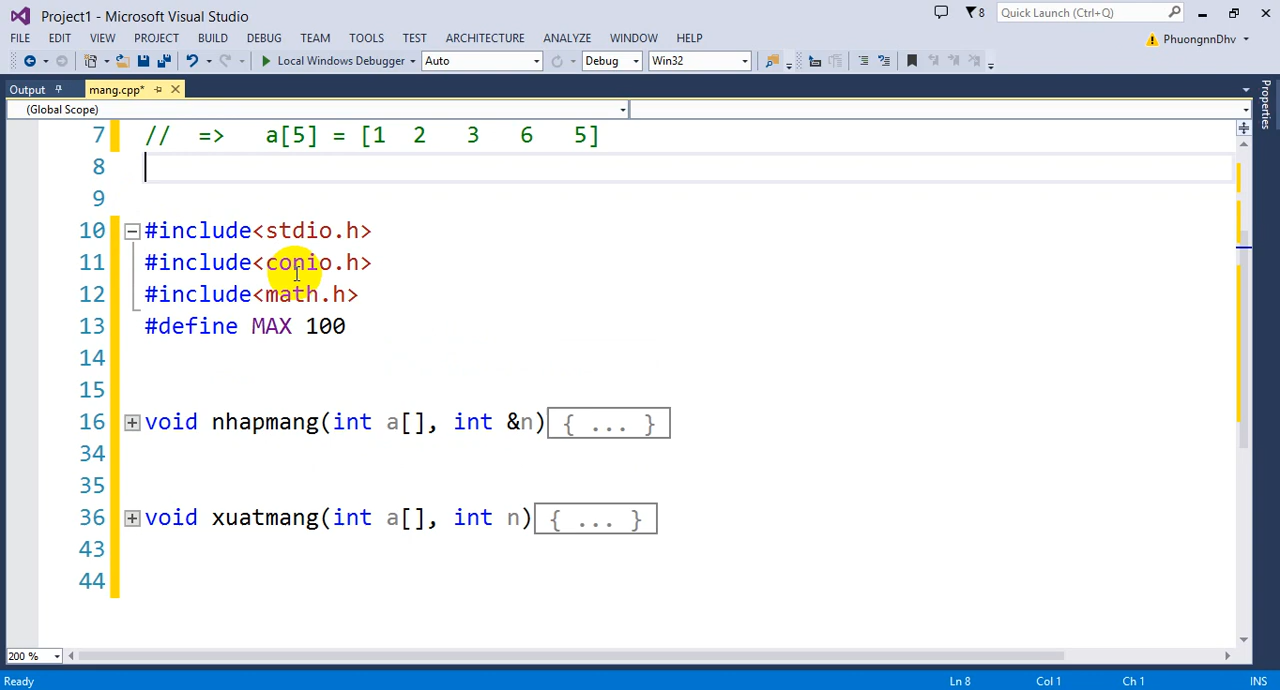 Project1 - Microsoft Visual Studio
8
Quick Launch (Ctrl+Q)
FILE EDIT VIEW PROJECT BUILD DEBUG TEAM TOOLS TEST ARCHITECTURE ANALYZE WINDOW HELP
PhuongnnDhv
Local Windows Debugger Auto Debug Win32
Output mang.cpp*
(Global Scope)
Properties
7 // => a[5] = [1 2 3 6 5]
8
9
10 #include<stdio.h>
11 #include<conio.h>
12 #include<math.h>
13 #define MAX 100
14
15
16 void nhapmang(int a[], int &n){ ... }
34
35
36 void xuatmang(int a[], int n){ ... }
43
44
200 %
Ready Ln 8 Col 1 Ch 1 INS